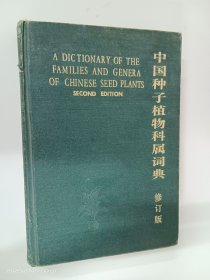 A DICTIONARY OF THE
FAMILIES AND GENERA
OF CHINESE SEED PLANTS
SECOND EDITION
中国种子植物科属词典
修订版